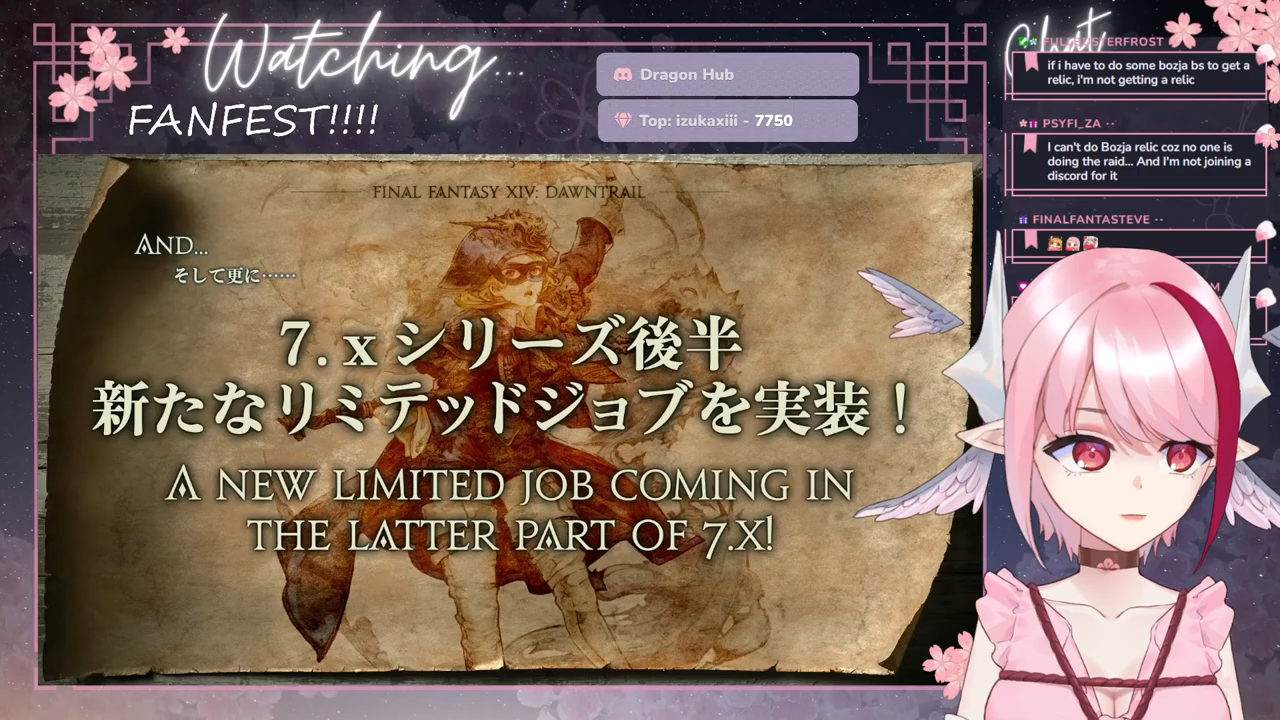 Watching...
FANFEST!!!!
Dragon Hub
Top: izukaxiii - 7750
FINAL FANTASY XIV: DAWNTRAIL
AND...
そして更に……
7.xシリーズ後半
新たなリミテッドジョブを実装！
A NEW LIMITED JOB COMING IN
THE LATTER PART OF 7.X!
Chat
if i have to do some bozja bs to get a
relic, i'm not getting a relic
PSYFI_ZA
I can't do Bozja relic coz no one is
doing the raid... And I'm not joining a
discord for it
FINALFANTASTEVE